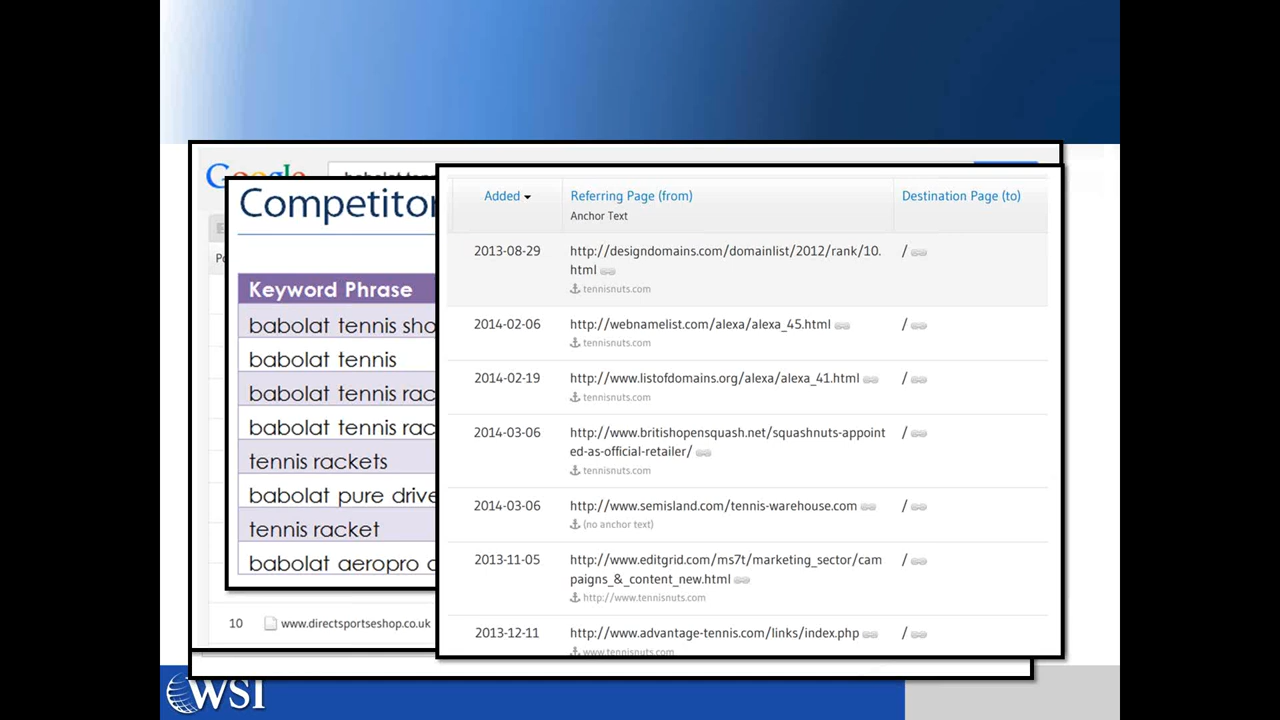 Google
Competitor
Keyword Phrase
babolat tennis sho
babolat tennis
babolat tennis rac
babolat tennis rac
tennis rackets
babolat pure drive
tennis racket
babolat aeropro
10 www.directsportseshop.co.uk
Added Referring Page (from) Destination Page (to)
Anchor Text
2013-08-29 http://designdomains.com/domainlist/2012/rank/10. /
html
tennisnuts.com
2014-02-06 http://webnamelist.com/alexa/alexa_45.html /
tennisnuts.com
2014-02-19 http://www.listofdomains.org/alexa/alexa_41.html /
tennisnuts.com
2014-03-06 http://www.britishopensquash.net/squashnuts-appoint /
ed-as-official-retailer/
tennisnuts.com
2014-03-06 http://www.semisland.com/tennis-warehouse.com /
(no anchor text)
2013-11-05 http://www.editgrid.com/ms7t/marketing_sector/cam /
paigns_&_content_new.html
http://www.tennisnuts.com
2013-12-11 http://www.advantage-tennis.com/links/index.php /
www.tennisnuts.com
WSI